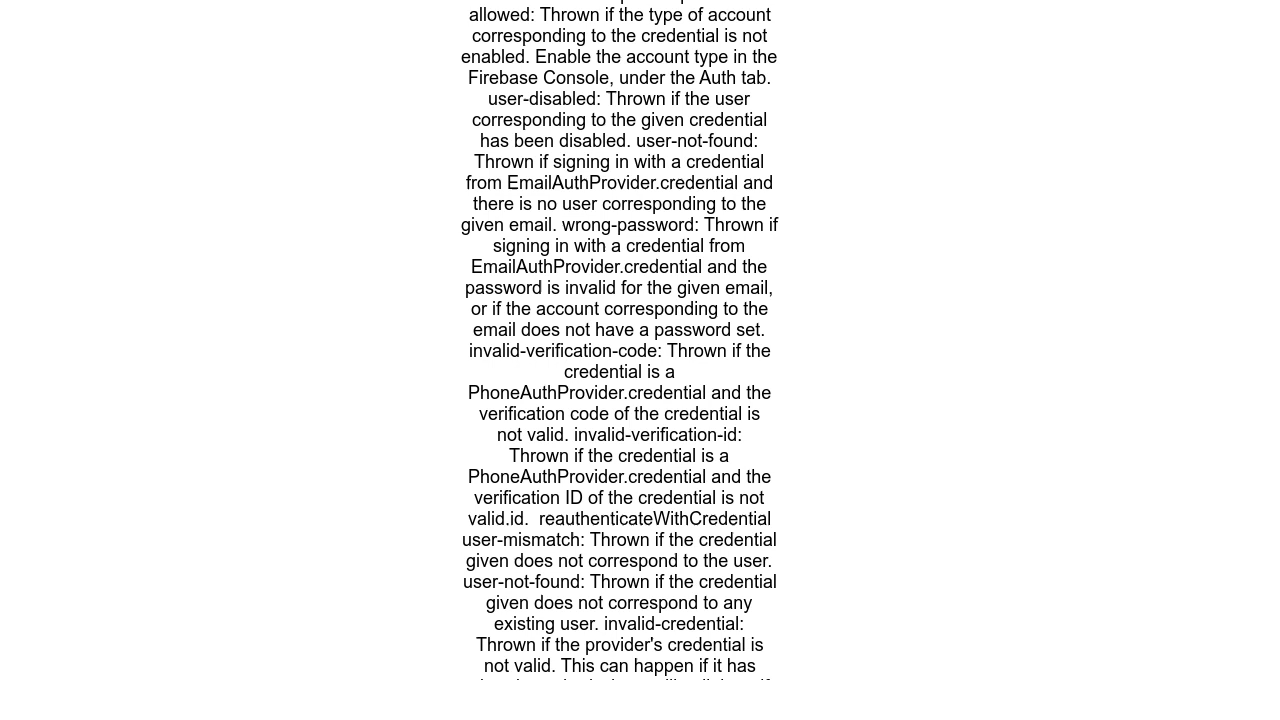 allowed: Thrown if the type of account
corresponding to the credential is not
enabled. Enable the account type in the
Firebase Console, under the Auth tab.
user-disabled: Thrown if the user
corresponding to the given credential
has been disabled. user-not-found:
Thrown if signing in with a credential
from EmailAuthProvider.credential and
there is no user corresponding to the
given email. wrong-password: Thrown if
signing in with a credential from
EmailAuthProvider.credential and the
password is invalid for the given email,
or if the account corresponding to the
email does not have a password set.
invalid-verification-code: Thrown if the
credential is a
PhoneAuthProvider.credential and the
verification code of the credential is
not valid. invalid-verification-id:
Thrown if the credential is a
PhoneAuthProvider.credential and the
verification ID of the credential is not
valid.id.  reauthenticateWithCredential
user-mismatch: Thrown if the credential
given does not correspond to the user.
user-not-found: Thrown if the credential
given does not correspond to any
existing user. invalid-credential:
Thrown if the provider's credential is
not valid. This can happen if it has